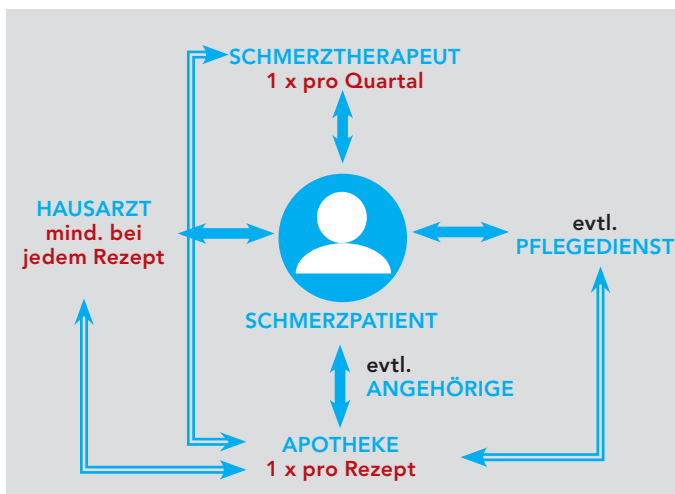 SCHMERZTHERAPEUT
1 x pro Quartal
HAUSARZT
mind. bei
jedem Rezept
evtl.
PFLEGEDIENST
SCHMERZPATIENT
evtl.
ANGEHÖRIGE
APOTHEKE
1 x pro Rezept